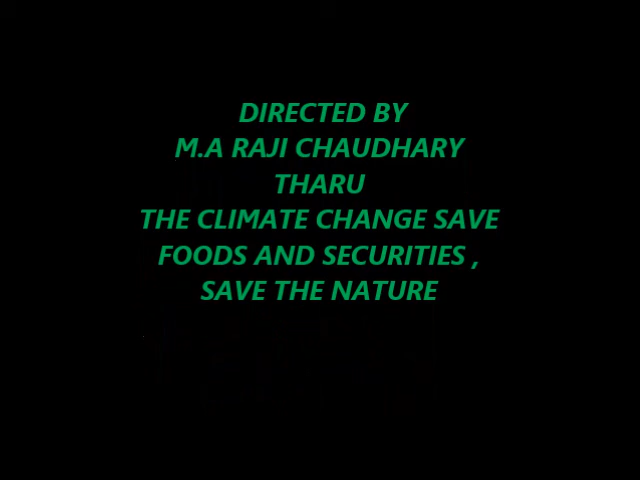 DIRECTED BY
M.A RAJI CHAUDHARY
THARU
THE CLIMATE CHANGE SAVE
FOODS AND SECURITIES ,
SAVE THE NATURE